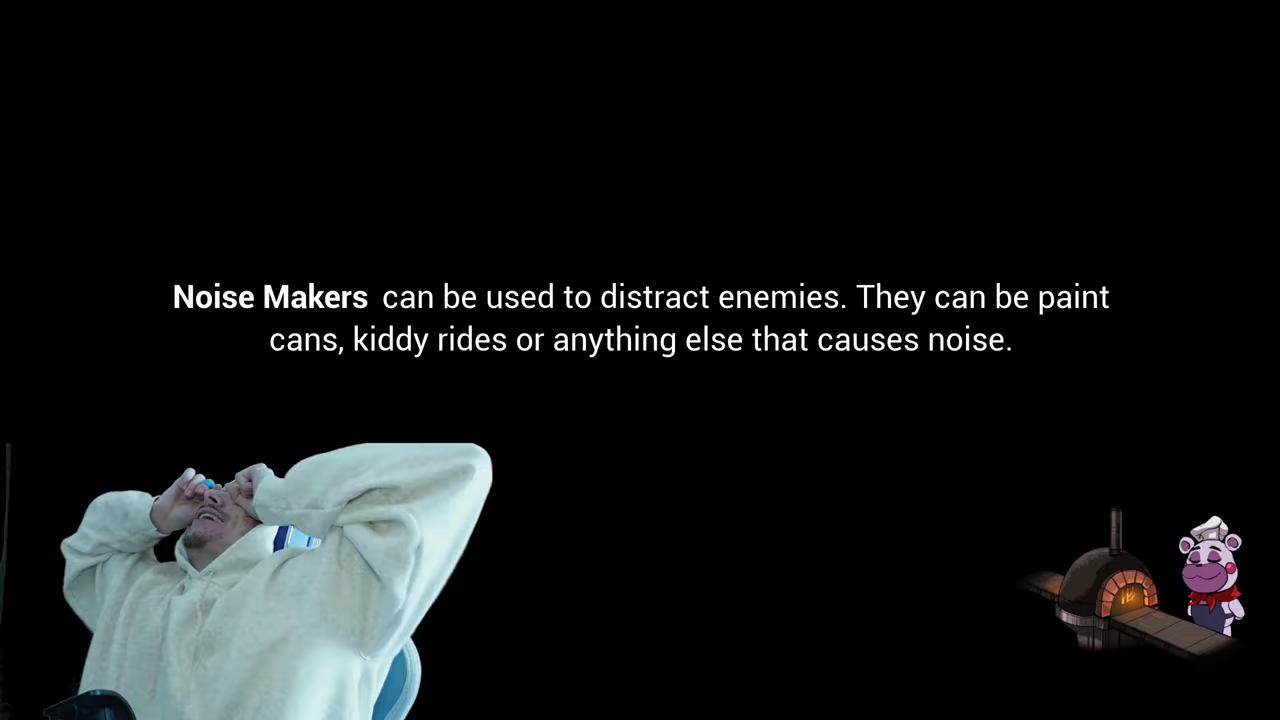 Noise Makers can be used to distract enemies. They can be paint
cans, kiddy rides or anything else that causes noise.